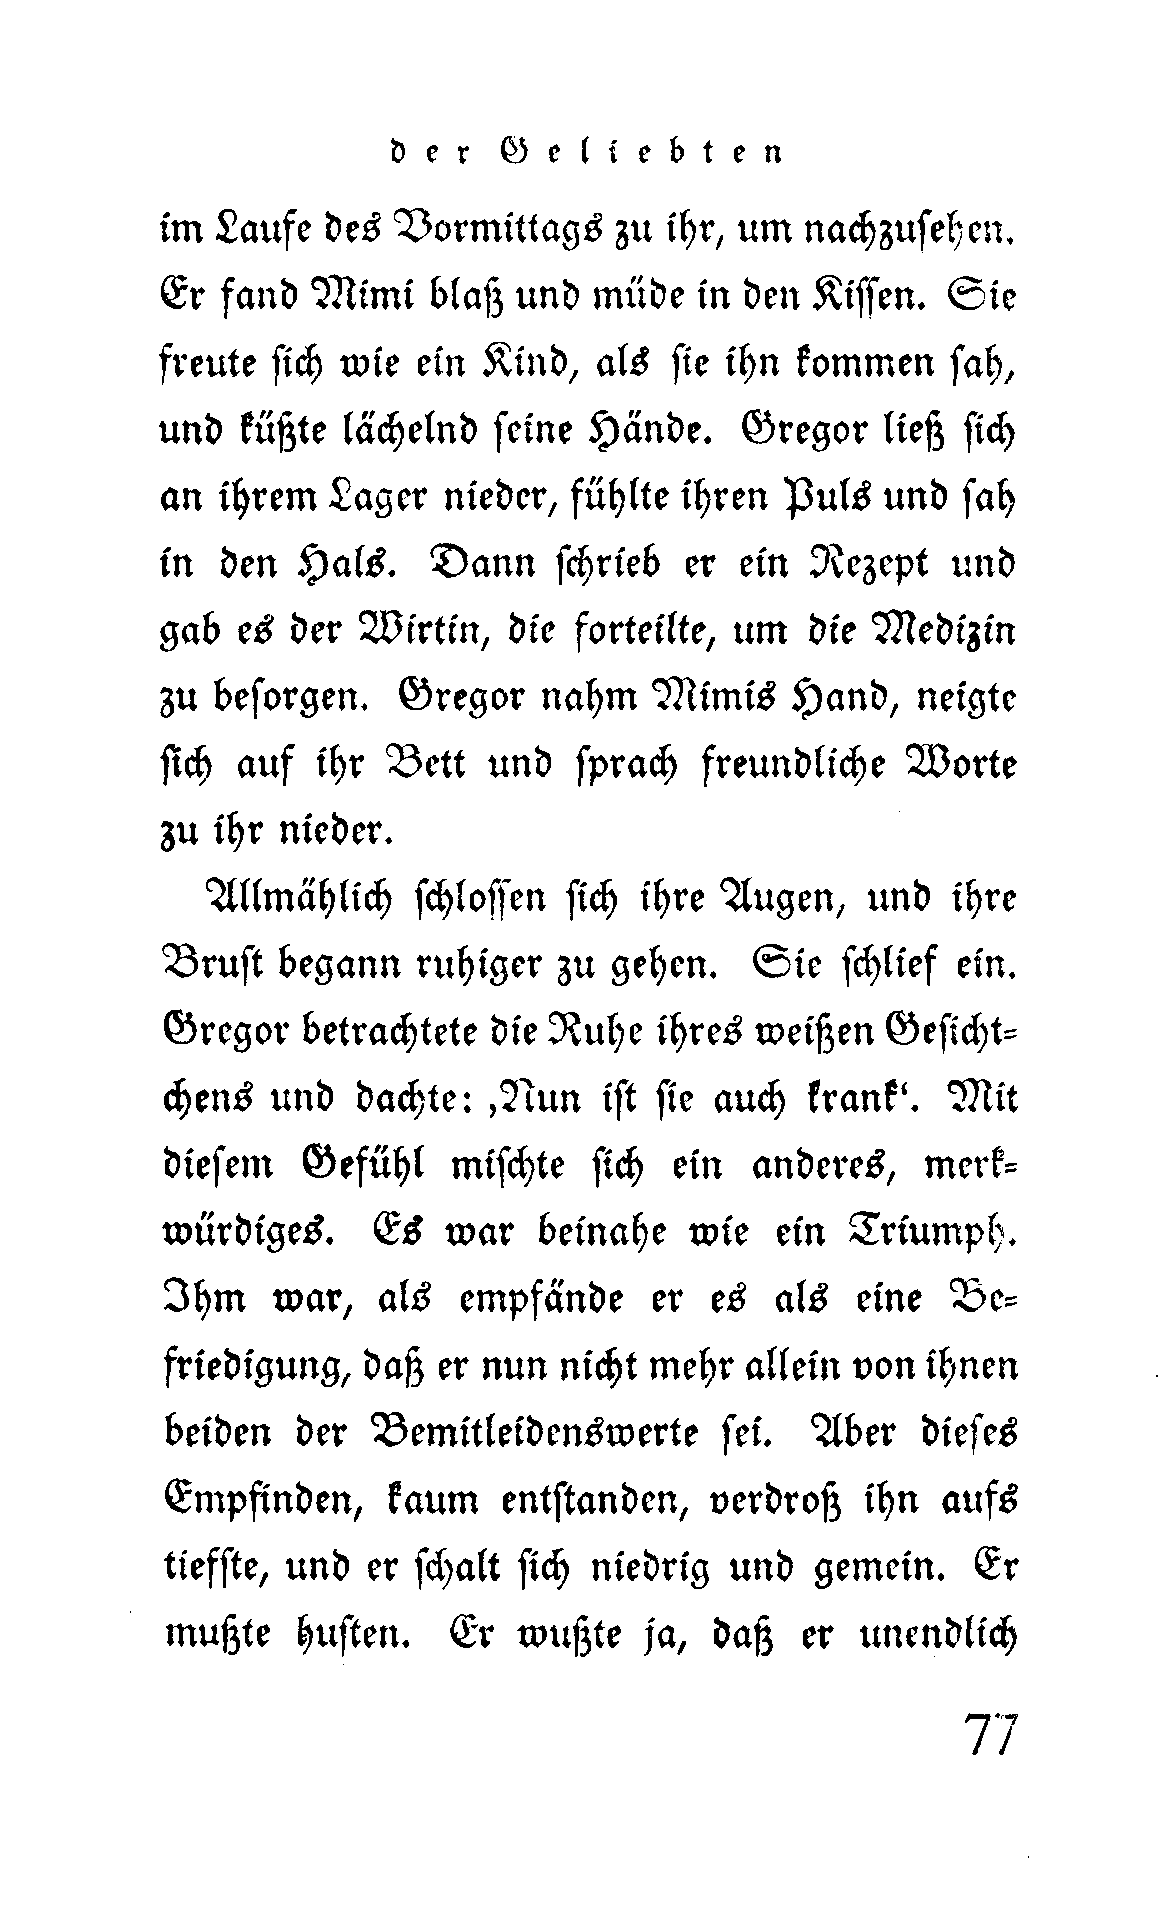 der Geliebten
im Laufe des Vormittags zu ihr, um nachzusehen.
Er fand Mimi blaß und müde in den Kissen. Sie
freute sich wie ein Kind, als sie ihn kommen sah,
und küßte lächelnd seine Hände. Gregor ließ sich
an ihrem Lager nieder, fühlte ihren Puls und sah
in den Hals. Dann schrieb er ein Rezept und
gab es der Wirtin, die forteilte, um die Medizin
zu besorgen. Gregor nahm Mimis Hand, neigte
sich auf ihr Bett und sprach freundliche Worte
zu ihr nieder.
Allmählich schlossen sich ihre Augen, und ihre
Brust begann ruhiger zu gehen. Sie schlief ein.
Gregor betrachtete die Ruhe ihres weißen Gesicht-
chens und dachte: ‚Nun ist sie auch krank‘. Mit
diesem Gefühl mischte sich ein anderes, merk-
würdiges. Es war beinahe wie ein Triumph.
Ihm war, als empfände er es als eine Be-
friedigung, daß er nun nicht mehr allein von ihnen
beiden der Bemitleidenswerte sei. Aber dieses
Empfinden, kaum entstanden, verdroß ihn aufs
tiefste, und er schalt sich niedrig und gemein. Er
mußte husten. Er wußte ja, daß er unendlich
77